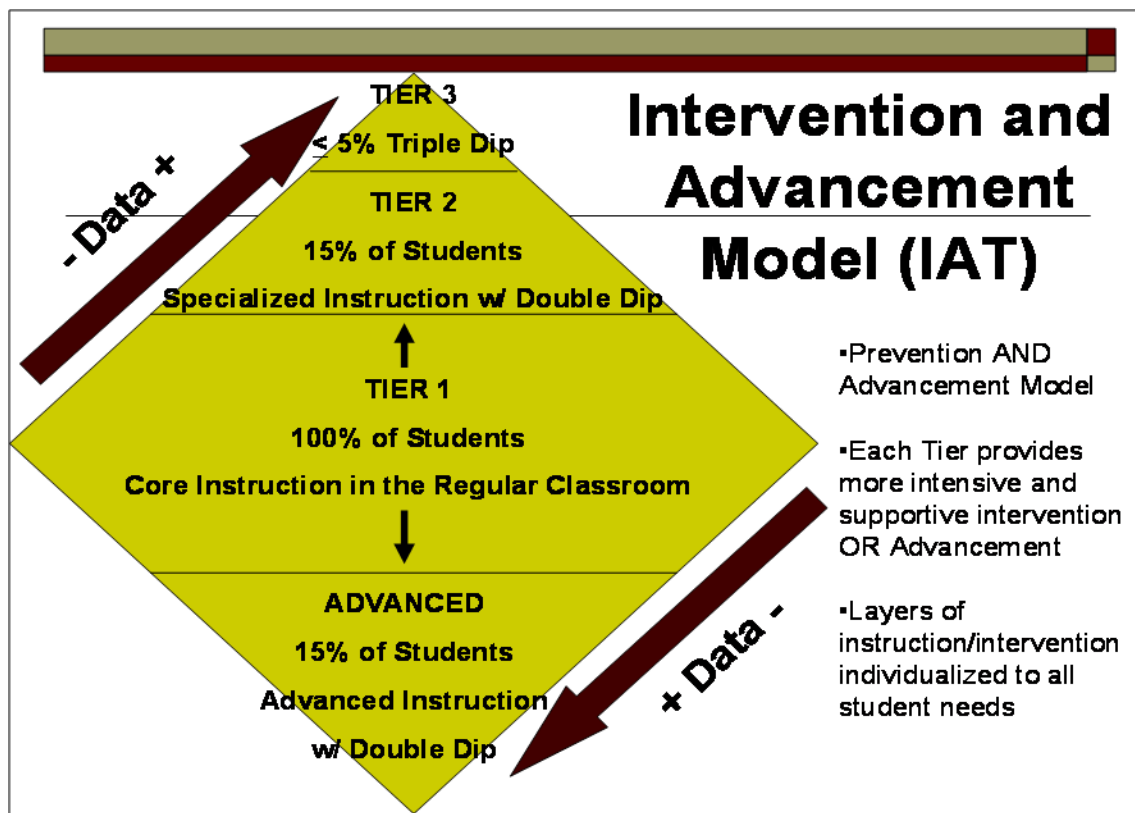 Intervention and
Advancement
Model (IAT)
TIER 3
≤ 5% Triple Dip
TIER 2
15% of Students
Specialized Instruction w/ Double Dip
TIER 1
100% of Students
Core Instruction in the Regular Classroom
ADVANCED
15% of Students
Advanced Instruction
w/ Double Dip
- Data +
+ Data -
▪Prevention AND
Advancement Model
▪Each Tier provides
more intensive and
supportive intervention
OR Advancement
▪Layers of
instruction/intervention
individualized to all
student needs